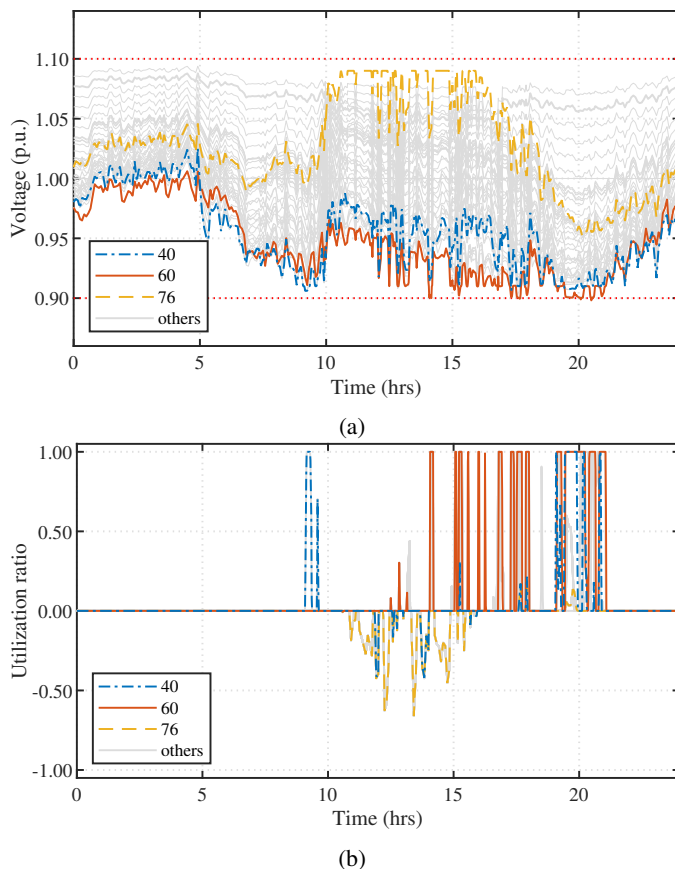 1.10
1.05
1.00
0.95
0.90
Voltage (p.u.)
40
60
76
others
0 5 10 15 20
Time (hrs)
(a)
1.00
0.50
0.00
-0.50
-1.00
Utilization ratio
40
60
76
others
0 5 10 15 20
Time (hrs)
(b)